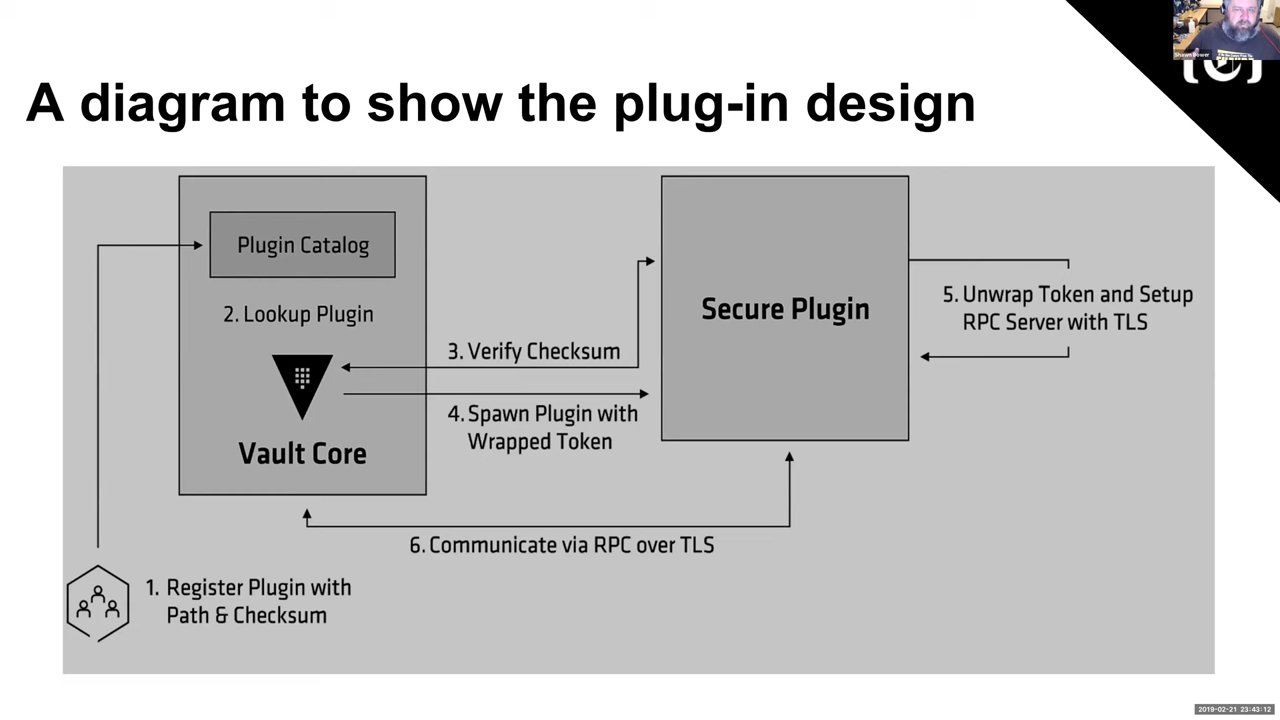 A diagram to show the plug-in design
Shawn Bower
Plugin Catalog
2. Lookup Plugin
Vault Core
3. Verify Checksum
4. Spawn Plugin with
Wrapped Token
Secure Plugin
5. Unwrap Token and Setup
RPC Server with TLS
6. Communicate via RPC over TLS
1. Register Plugin with
Path & Checksum
2019-02-21 23:43:12